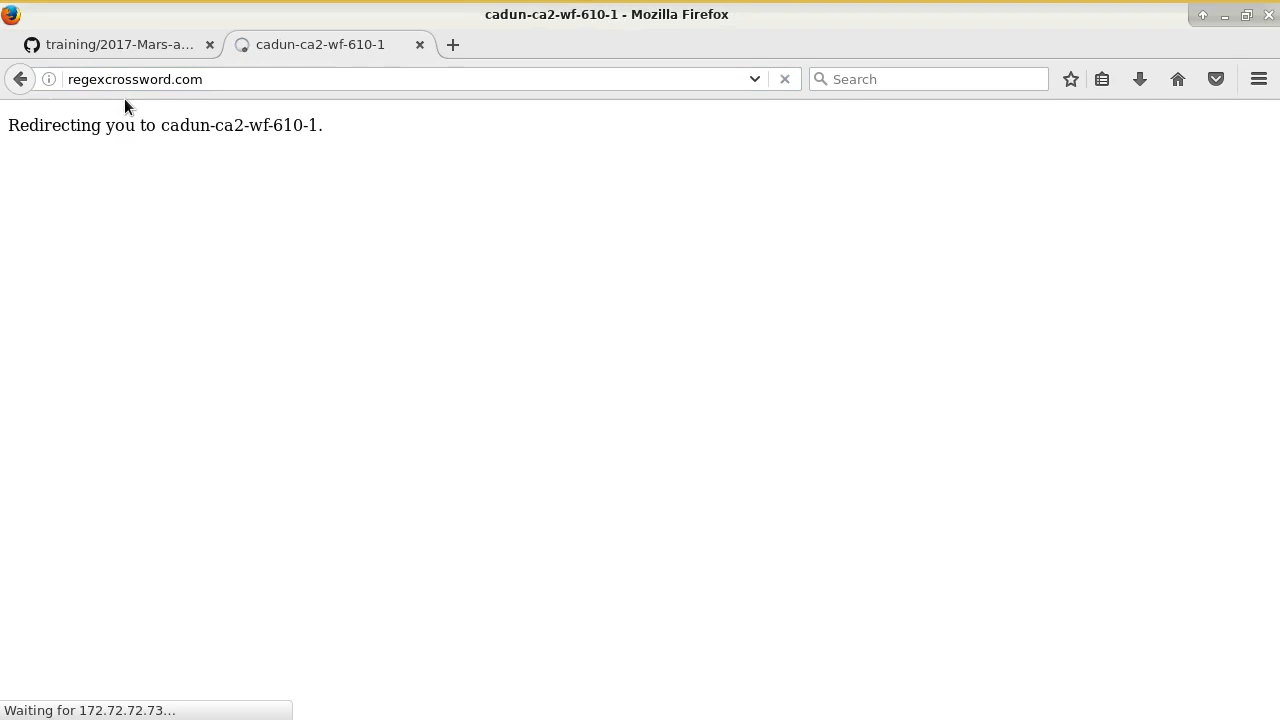 cadun-ca2-wf-610-1 - Mozilla Firefox
training/2017-Mars-a...
cadun-ca2-wf-610-1
regexcrossword.com
Search
Redirecting you to cadun-ca2-wf-610-1.
Waiting for 172.72.72.73...